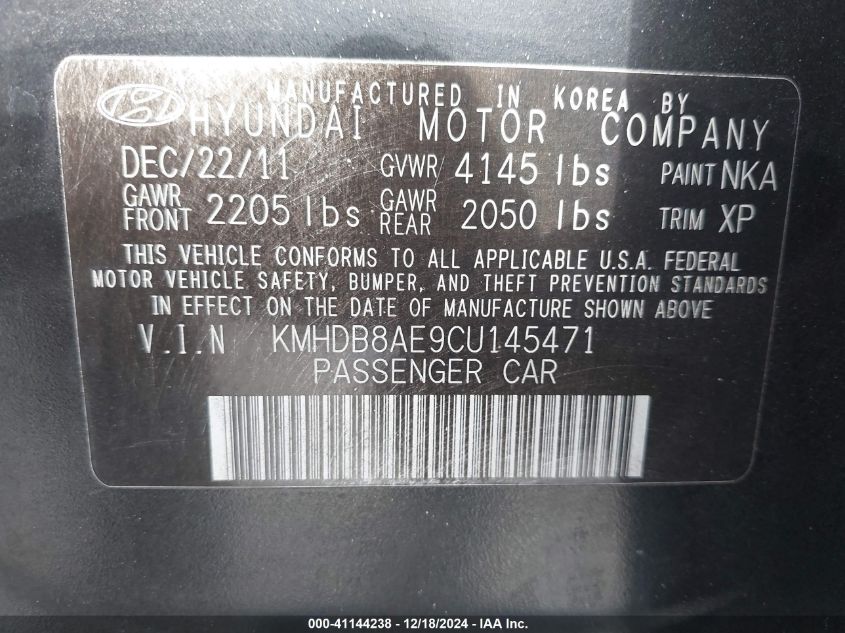 MANUFACTURED IN KOREA BY
HYUNDAI MOTOR COMPANY
DEC/22/11 GVWR 4145 lbs PAINT NKA
GAWR FRONT 2205 lbs GAWR REAR 2050 lbs TRIM XP
THIS VEHICLE CONFORMS TO ALL APPLICABLE U.S.A. FEDERAL
MOTOR VEHICLE SAFETY, BUMPER, AND THEFT PREVENTION STANDARDS
IN EFFECT ON THE DATE OF MANUFACTURE SHOWN ABOVE
V.I.N KMHDB8AE9CU145471
PASSENGER CAR
000-41144238 - 12/18/2024 - IAA Inc.